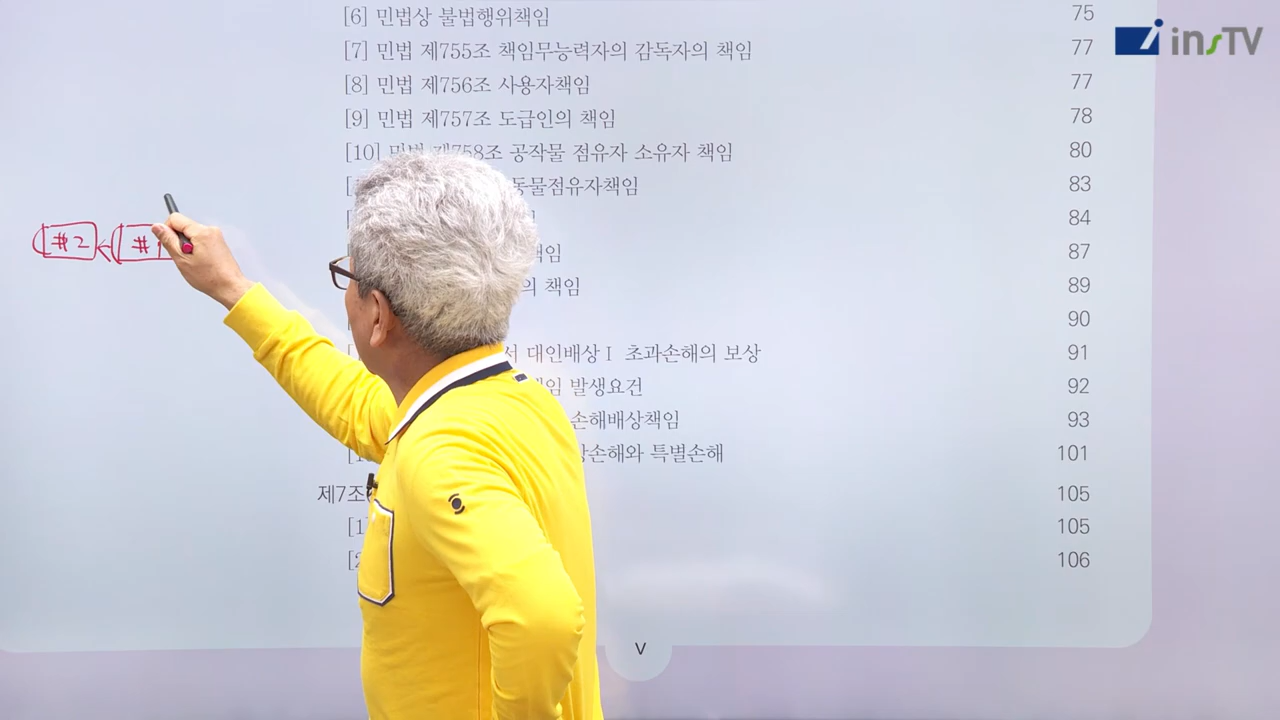 [6] 민법상 불법행위책임 75
insTV
[7] 민법 제755조 책임무능력자의 감독자의 책임 77
[8] 민법 제756조 사용자책임 77
[9] 민법 제757조 도급인의 책임 78
[10] 민법 제758조 공작물 점유자 소유자 책임 80
동물점유자책임 83
84
#2 #1
책임 87
의 책임 89
90
서 대인배상Ⅰ 초과손해의 보상 91
책임 발생요건 92
손해배상책임 93
상손해와 특별손해 101
제7조 105
105
106
V